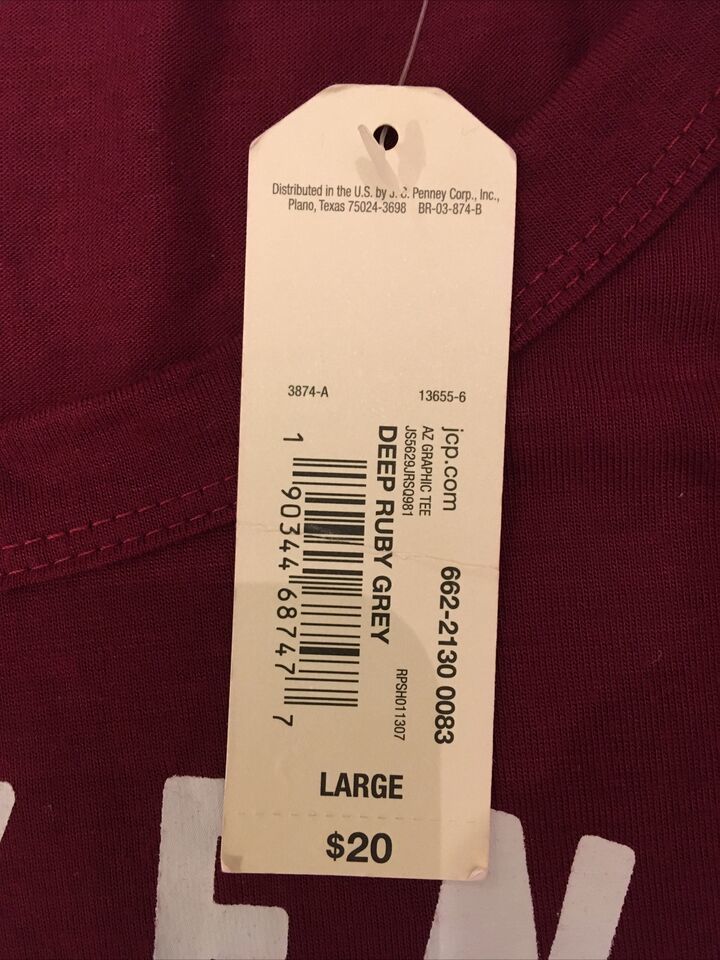 Distributed in the U.S. by J. C. Penney Corp., Inc.,
Plano, Texas 75024-3698 BR-03-874-B
3874-A 13655-6
jcp.com 662-2130 0083
AZ GRAPHIC TEE
JS5629JRSQ981 RPSH011307
DEEP RUBY GREY
1 90344 68747 7
LARGE
$20